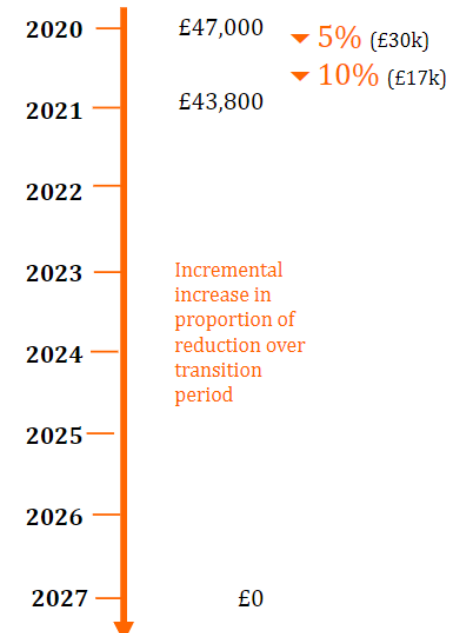 2020 £47,000 5% (£30k)
10% (£17k)
2021 £43,800
2022
2023 Incremental
increase in
proportion of
2024 reduction over
transition
period
2025
2026
2027 £0